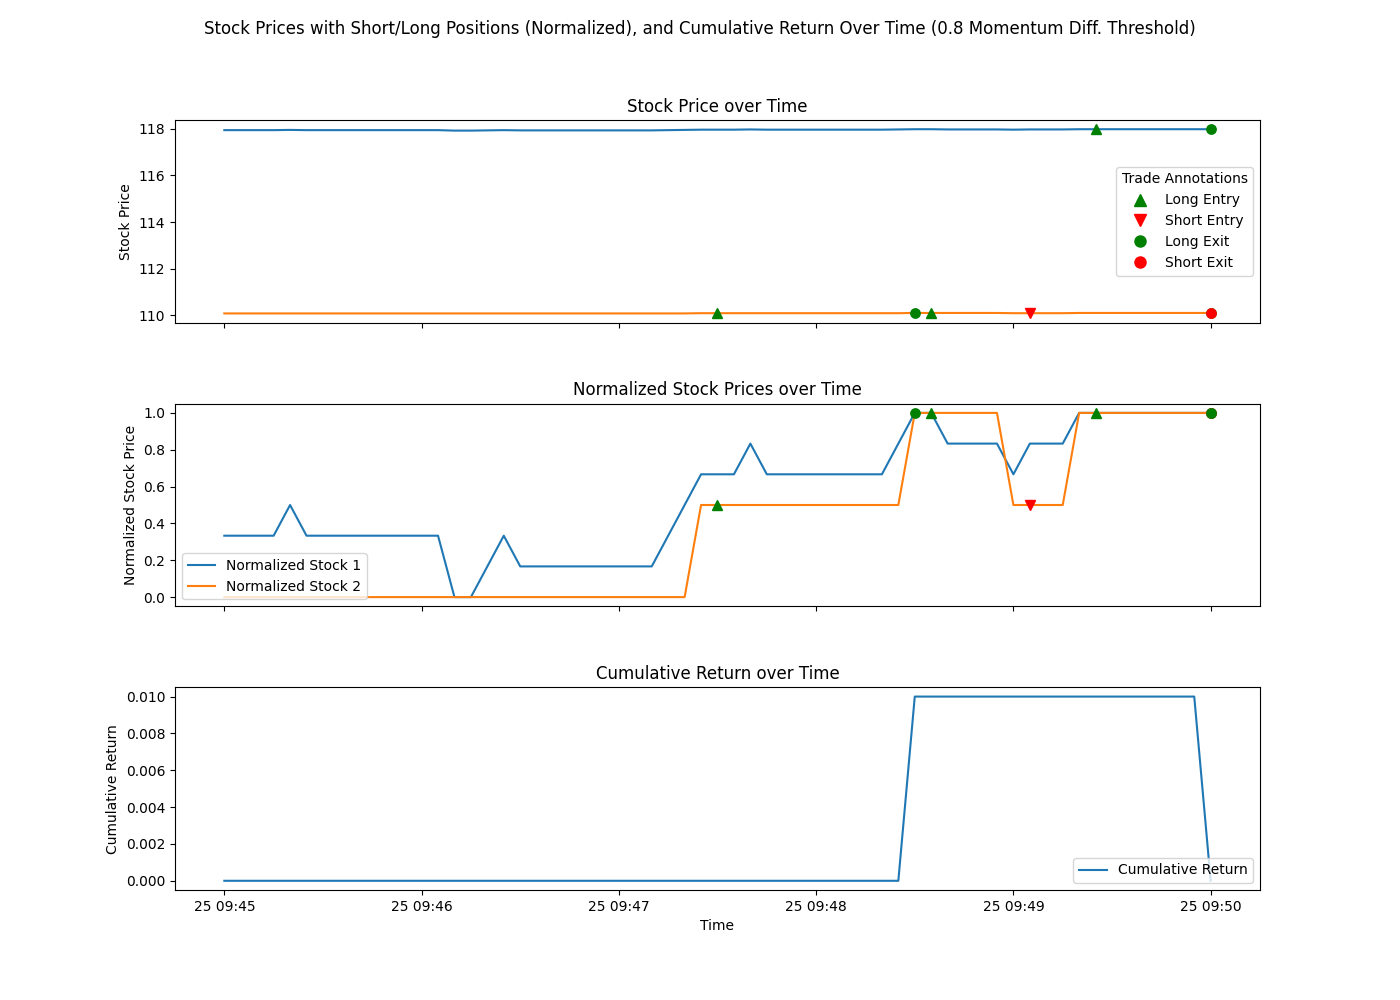 Stock Prices with Short/Long Positions (Normalized), and Cumulative Return Over Time (0.8 Momentum Diff. Threshold)
Stock Price over Time
118
116
114
112
110
Stock Price
Trade Annotations
Long Entry
Short Entry
Long Exit
Short Exit
Normalized Stock Prices over Time
1.0
0.8
0.6
0.4
0.2
0.0
Normalized Stock Price
Normalized Stock 1
Normalized Stock 2
Cumulative Return over Time
0.010
0.008
0.006
0.004
0.002
0.000
Cumulative Return
Cumulative Return
25 09:45 25 09:46 25 09:47 25 09:48 25 09:49 25 09:50
Time